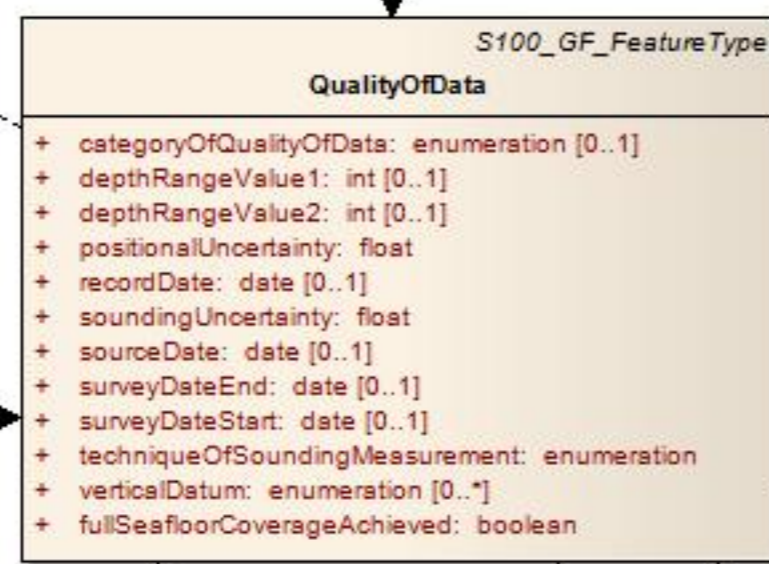 S100_GF_FeatureType
QualityOfData
+ categoryOfQualityOfData: enumeration [0..1]
+ depthRangeValue1: int [0..1]
+ depthRangeValue2: int [0..1]
+ positionalUncertainty: float
+ recordDate: date [0..1]
+ soundingUncertainty: float
+ sourceDate: date [0..1]
+ surveyDateEnd: date [0..1]
+ surveyDateStart: date [0..1]
+ techniqueOfSoundingMeasurement: enumeration
+ verticalDatum: enumeration [0..*]
+ fullSeafloorCoverageAchieved: boolean